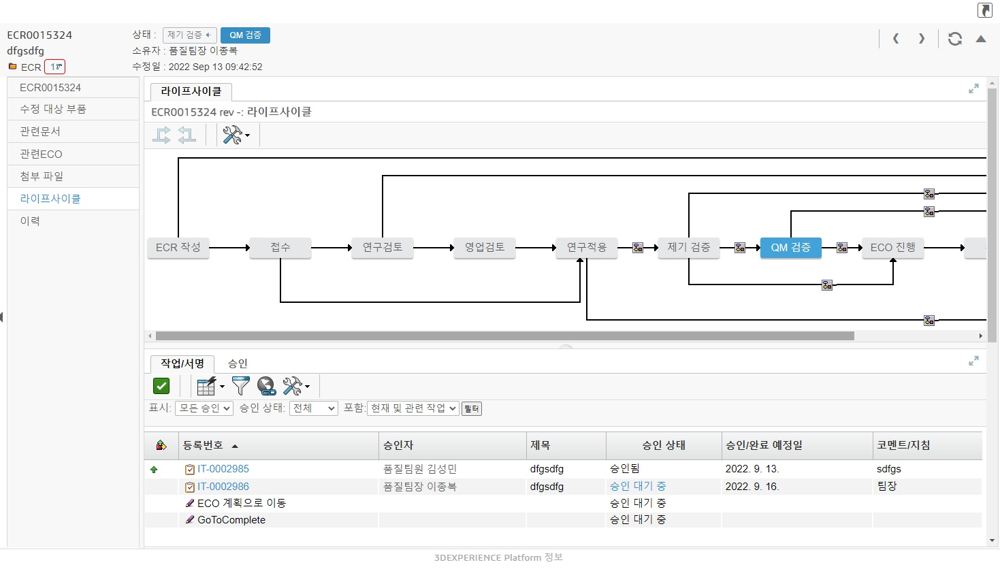 ECR0015324
dfgsdfg
ECR 1
상태 : 제기 검증 QM 검증
소유자 : 품질팀장 이종복
수정일 : 2022 Sep 13 09:42:52
ECR0015324
수정 대상 부품
관련문서
관련ECO
첨부 파일
라이프사이클
이력
라이프사이클
ECR0015324 rev -: 라이프사이클
ECR 작성 접수 연구검토 영업검토 연구적용 제기 검증 QM 검증 ECO 진행
작업/서명 승인
표시: 모든 승인 승인 상태: 전체 포함: 현재 및 관련 작업 필터
등록번호 승인자 제목 승인 상태 승인/완료 예정일 코멘트/지침
IT-0002985 품질팀원 김성민 dfgsdfg 승인됨 2022. 9. 13. sdfgs
IT-0002986 품질팀장 이종복 dfgsdfg 승인 대기 중 2022. 9. 16. 팀장
ECO 계획으로 이동 승인 대기 중
GoToComplete 승인 대기 중
3DEXPERIENCE Platform 정보